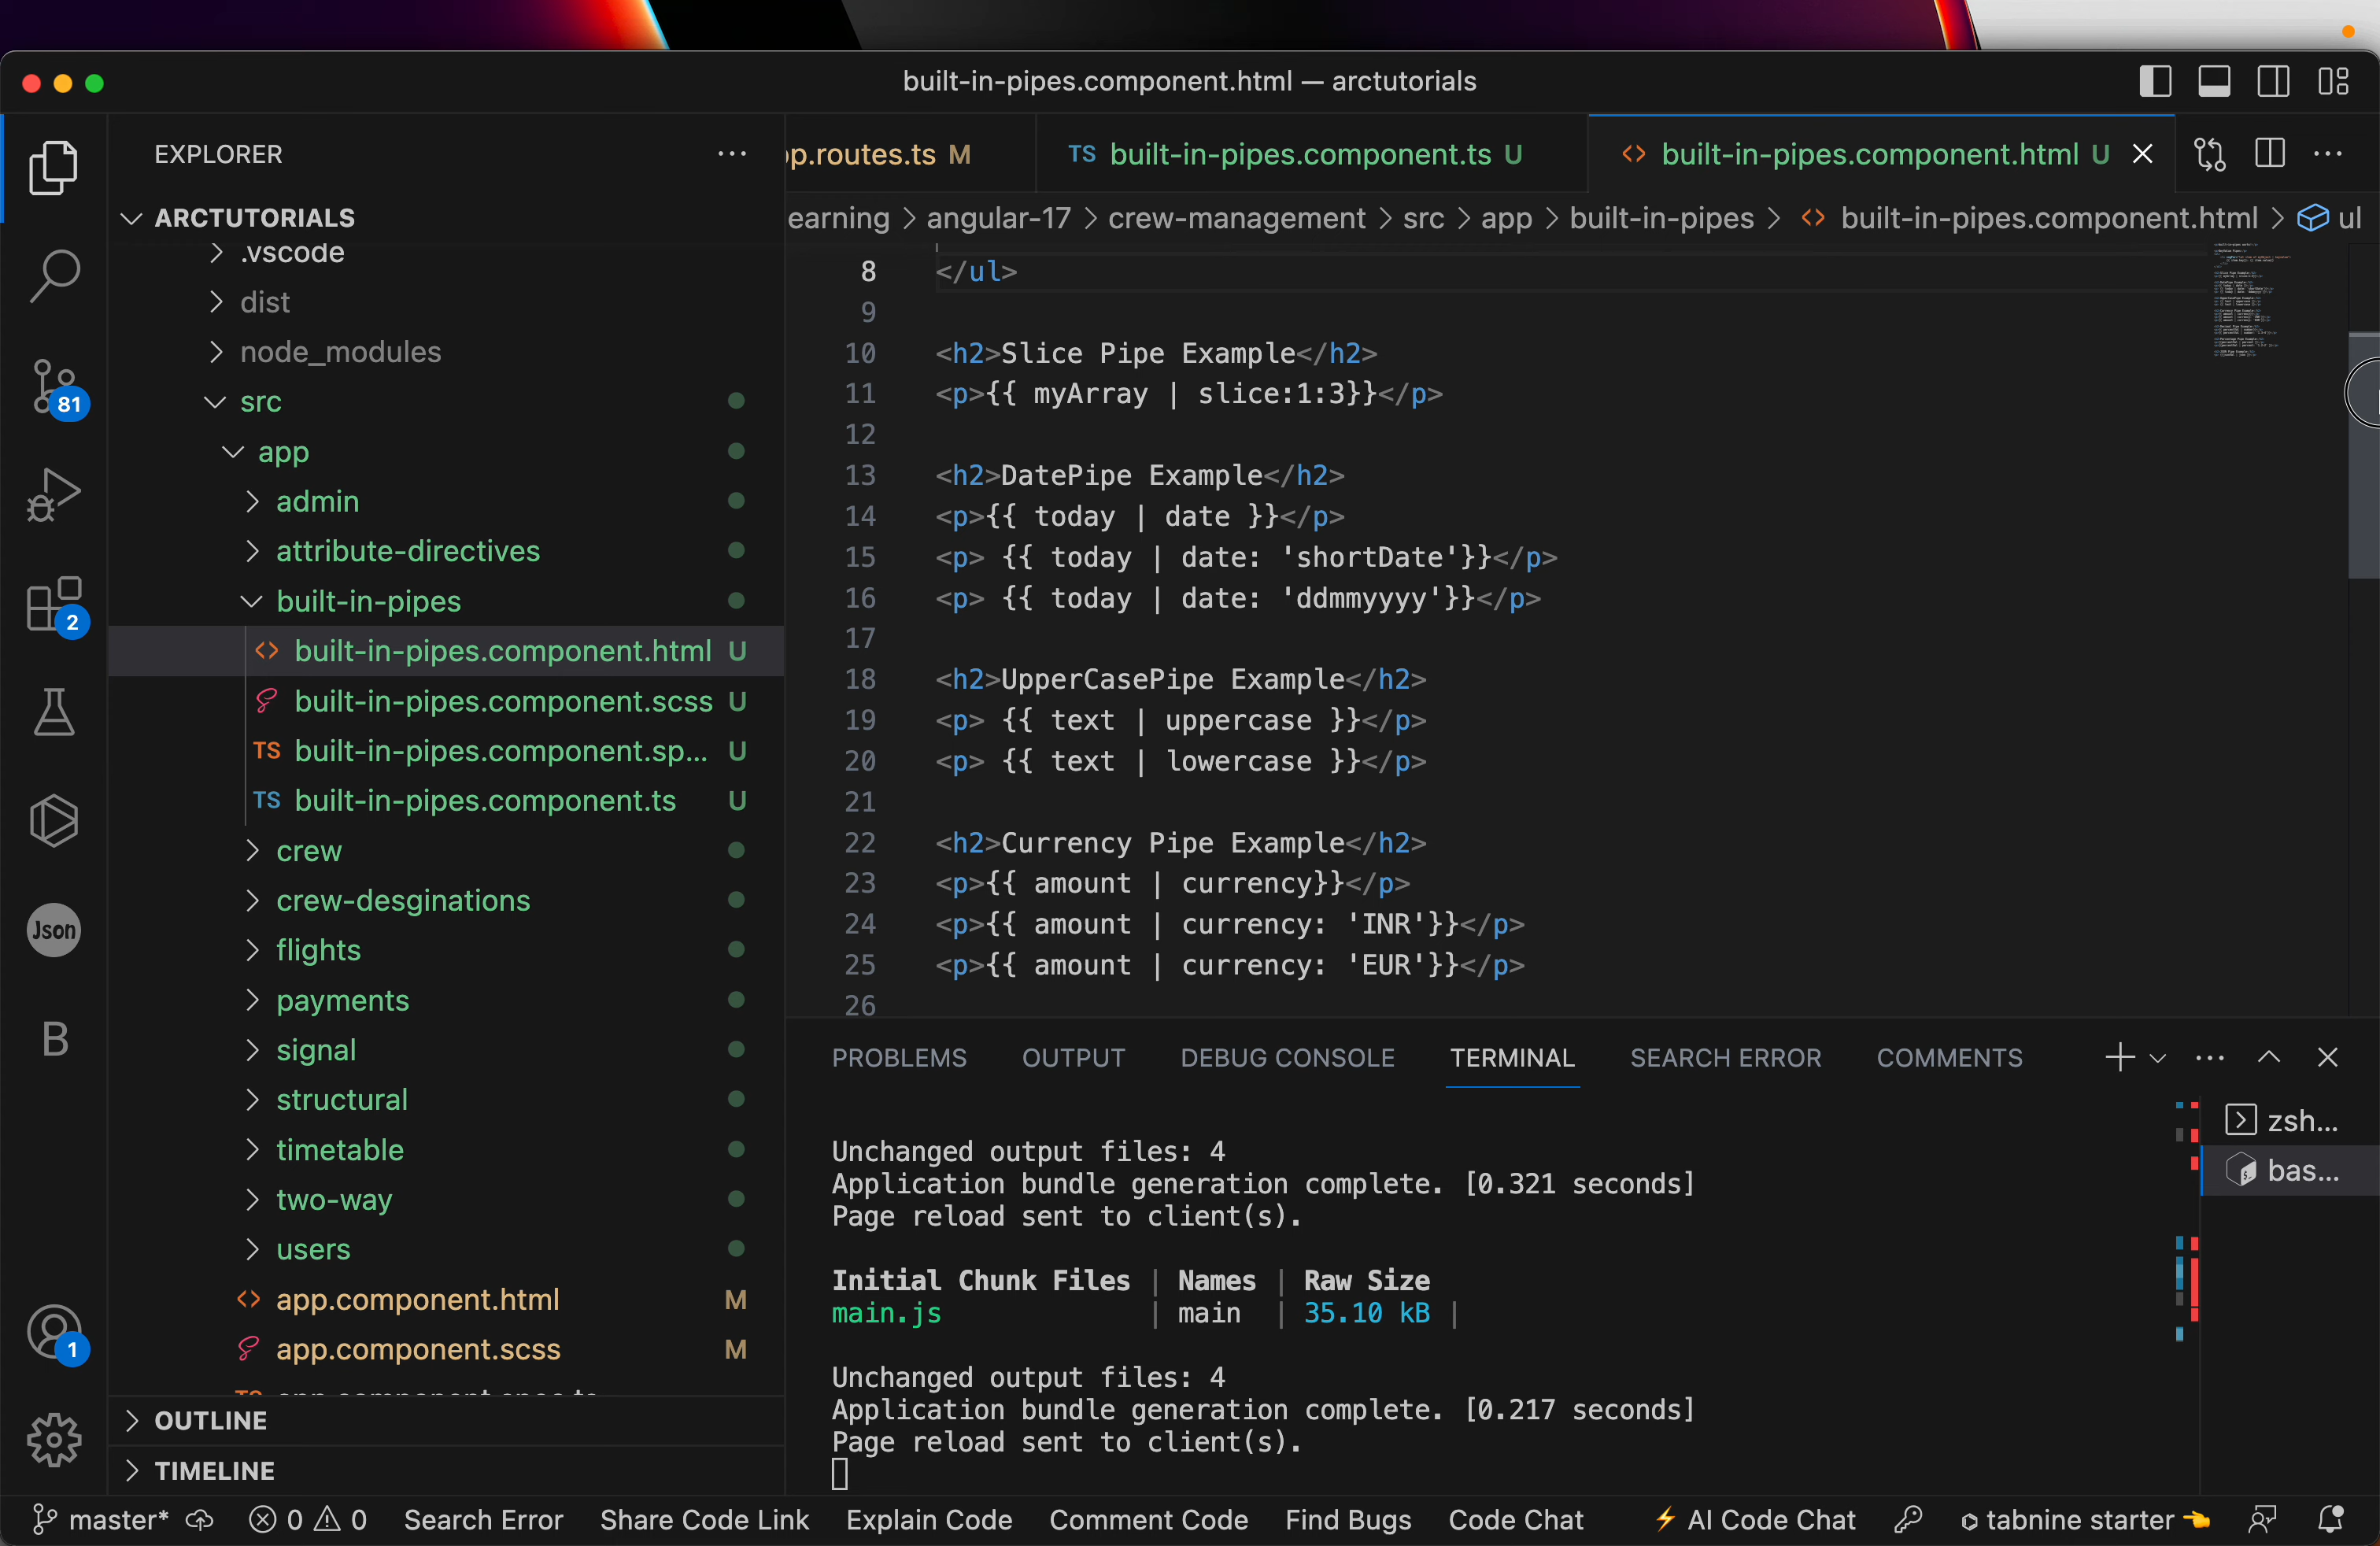 built-in-pipes.component.html — arctutorials
EXPLORER
ARCTUTORIALS
.vscode
dist
node_modules
src
app
admin
attribute-directives
built-in-pipes
built-in-pipes.component.html U
built-in-pipes.component.scss U
TS built-in-pipes.component.sp... U
TS built-in-pipes.component.ts U
crew
crew-desginations
flights
payments
signal
structural
timetable
two-way
users
app.component.html M
app.component.scss M
OUTLINE
TIMELINE
81
2
Json
B
1
p.routes.ts M
TS built-in-pipes.component.ts U
<> built-in-pipes.component.html U
earning > angular-17 > crew-management > src > app > built-in-pipes > <> built-in-pipes.component.html > ul
8 </ul>
9
10 <h2>Slice Pipe Example</h2>
11 <p>{{ myArray | slice:1:3}}</p>
12
13 <h2>DatePipe Example</h2>
14 <p>{{ today | date }}</p>
15 <p> {{ today | date: 'shortDate'}}</p>
16 <p> {{ today | date: 'ddmmyyyy'}}</p>
17
18 <h2>UpperCasePipe Example</h2>
19 <p> {{ text | uppercase }}</p>
20 <p> {{ text | lowercase }}</p>
21
22 <h2>Currency Pipe Example</h2>
23 <p>{{ amount | currency}}</p>
24 <p>{{ amount | currency: 'INR'}}</p>
25 <p>{{ amount | currency: 'EUR'}}</p>
26
PROBLEMS OUTPUT DEBUG CONSOLE TERMINAL SEARCH ERROR COMMENTS
Unchanged output files: 4
Application bundle generation complete. [0.321 seconds]
Page reload sent to client(s).
Initial Chunk Files | Names | Raw Size
main.js | main | 35.10 kB |
Unchanged output files: 4
Application bundle generation complete. [0.217 seconds]
Page reload sent to client(s).
zsh...
bas...
master* 0 0 Search Error Share Code Link Explain Code Comment Code Find Bugs Code Chat AI Code Chat tabnine starter